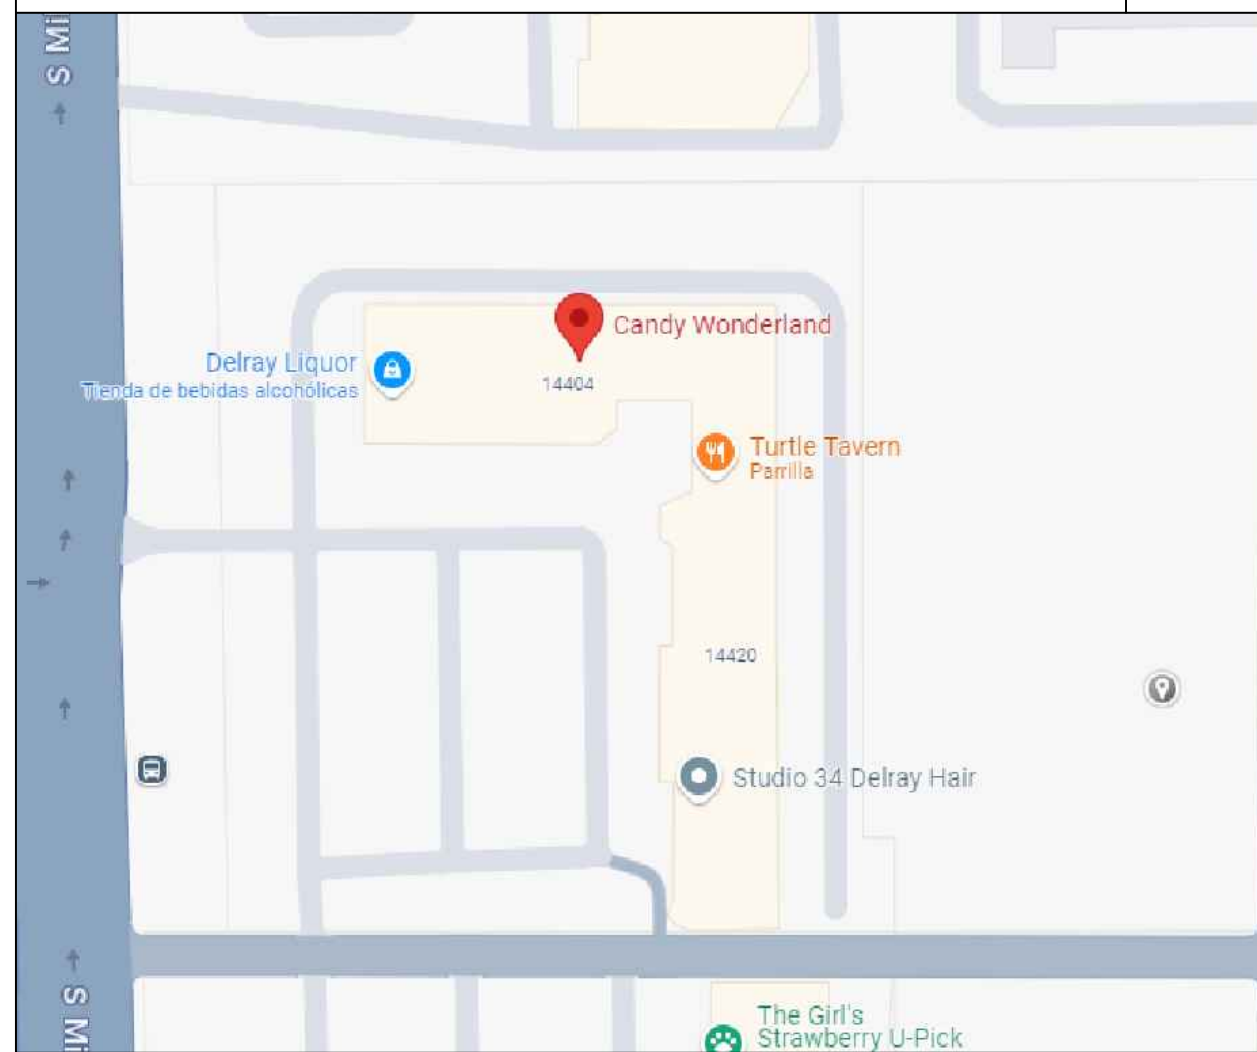 S Mi
Candy Wonderland
Delray Liquor
Tienda de bebidas alcohólicas
14404
Turtle Tavern
Parrilla
14420
Studio 34 Delray Hair
S Mi
The Girl's
Strawberry U-Pick